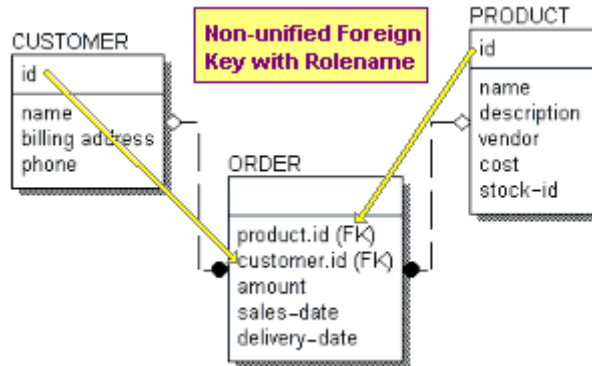 CUSTOMER
id
name
billing address
phone
Non-unified Foreign
Key with Rolename
PRODUCT
id
name
description
vendor
cost
stock-id
ORDER
product.id (FK)
customer.id (FK)
amount
sales-date
delivery-date